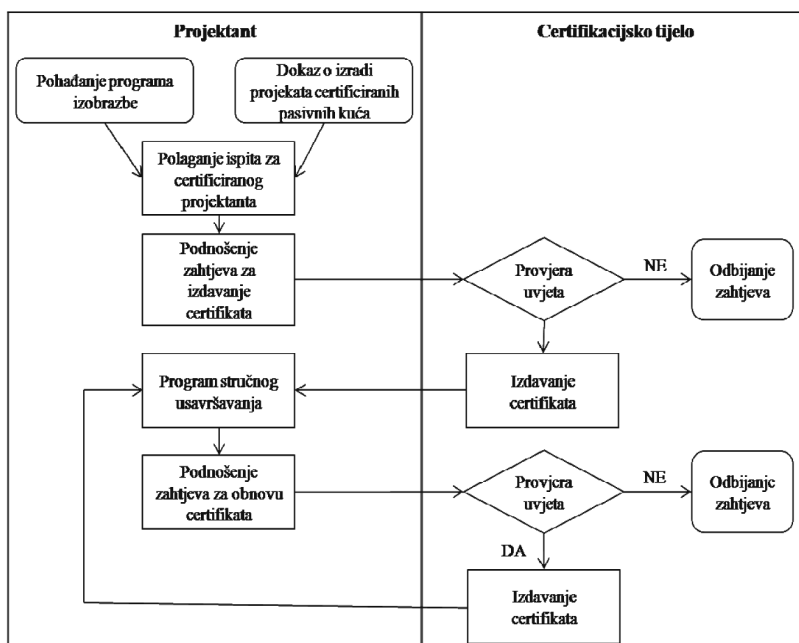 Projektant
Certifikacijsko tijelo
Pohađanje programa
izobrazbe
Dokaz o izradi
projekata certificiranih
pasivnih kuća
Polaganje ispita za
certificiranog
projektanta
Podnošenje
zahtjeva za
izdavanje
certifikata
Provjera
uvjeta
NE
Odbijanje
zahtjeva
Program stručnog
usavršavanja
Izdavanje
certifikata
Podnošenje
zahtjeva za obnovu
certifikata
Provjera
uvjeta
NE
Odbijanje
zahtjeva
DA
Izdavanje
certifikata